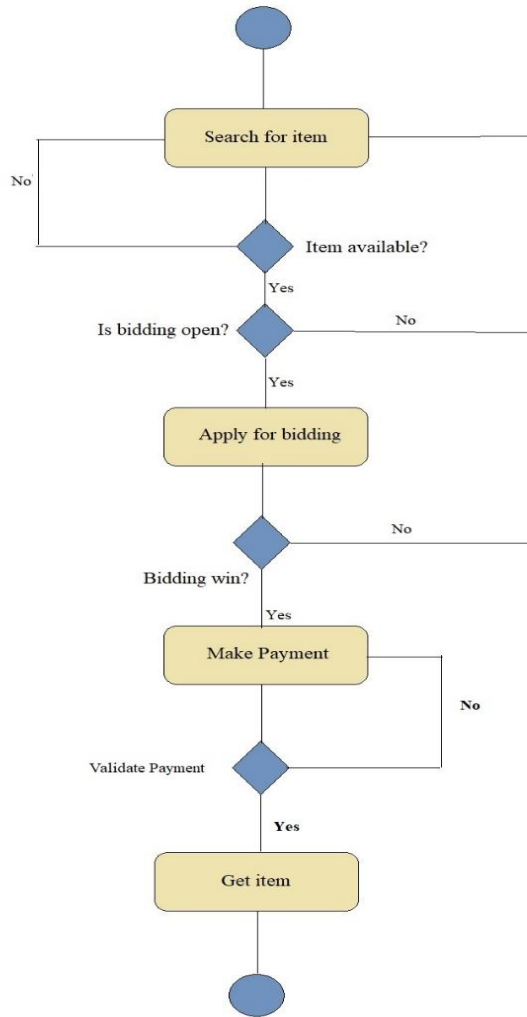 Search for item
No
Item available?
Yes
Is bidding open?
No
Yes
Apply for bidding
No
Bidding win?
Yes
Make Payment
No
Validate Payment
Yes
Get item